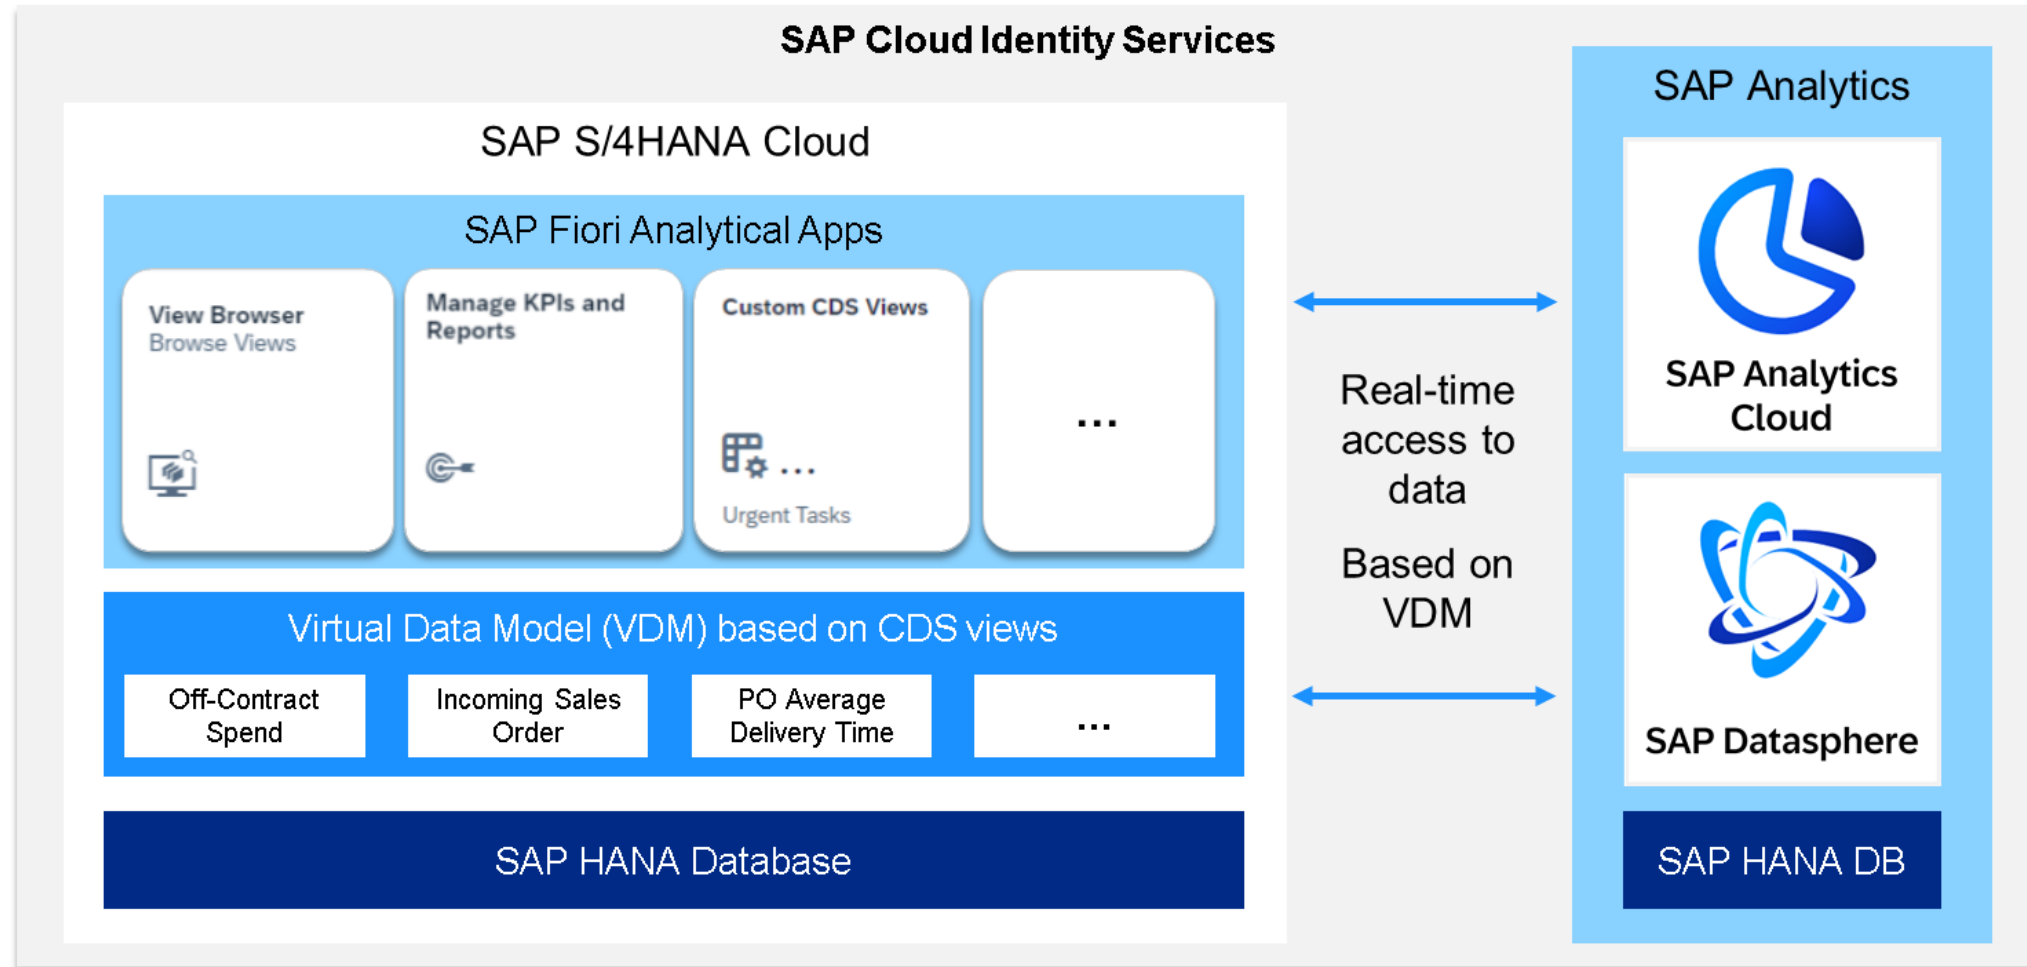 SAP Cloud Identity Services
SAP S/4HANA Cloud
SAP Fiori Analytical Apps
View Browser
Browse Views
Manage KPIs and
Reports
Custom CDS Views
...
Urgent Tasks
...
Virtual Data Model (VDM) based on CDS views
Off-Contract
Spend
Incoming Sales
Order
PO Average
Delivery Time
...
SAP HANA Database
Real-time
access to
data
Based on
VDM
SAP Analytics
SAP Analytics
Cloud
SAP Datasphere
SAP HANA DB